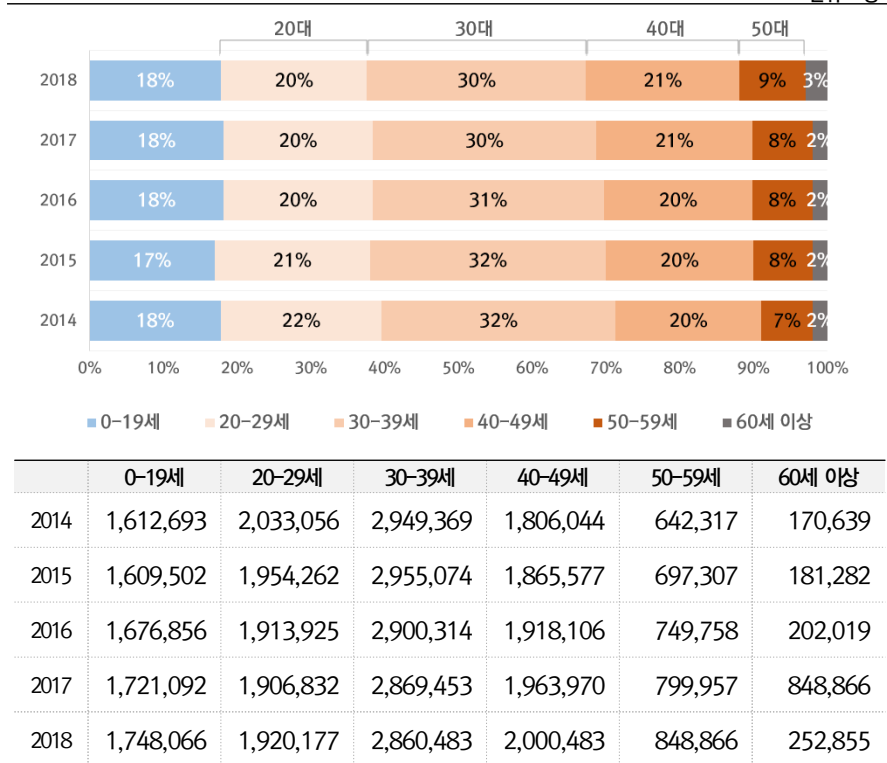 20대 30대 40대 50대
2018 18% 20% 30% 21% 9% 3%
2017 18% 20% 30% 21% 8% 2%
2016 18% 20% 31% 20% 8% 2%
2015 17% 21% 32% 20% 8% 2%
2014 18% 22% 32% 20% 7% 2%
0% 10% 20% 30% 40% 50% 60% 70% 80% 90% 100%
0-19세 20-29세 30-39세 40-49세 50-59세 60세 이상
0-19세 20-29세 30-39세 40-49세 50-59세 60세 이상
2014 1,612,693 2,033,056 2,949,369 1,806,044 642,317 170,639
2015 1,609,502 1,954,262 2,955,074 1,865,577 697,307 181,282
2016 1,676,856 1,913,925 2,900,314 1,918,106 749,758 202,019
2017 1,721,092 1,906,832 2,869,453 1,963,970 799,957 848,866
2018 1,748,066 1,920,177 2,860,483 2,000,483 848,866 252,855